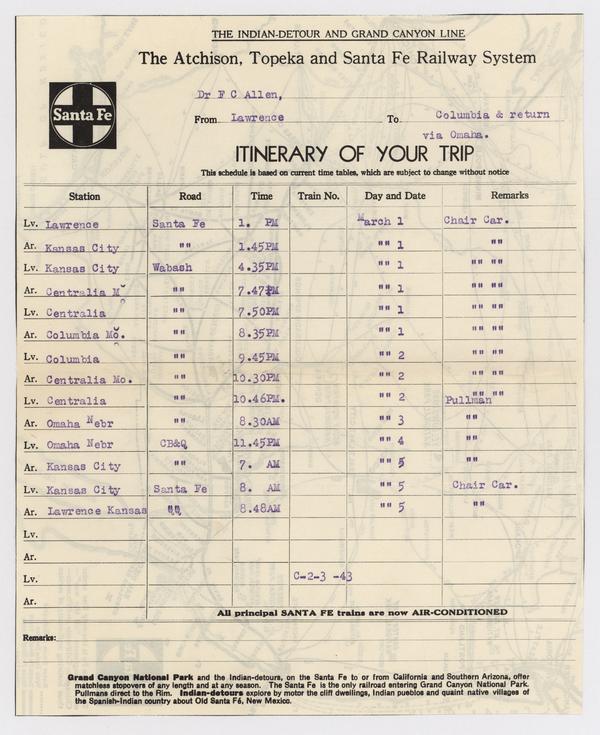 THE INDIAN-DETOUR AND GRAND CANYON LINE
The Atchison, Topeka and Santa Fe Railway System
Santa Fe
Dr F C Allen,
From Lawrence To Columbia & return
via Omaha.
ITINERARY OF YOUR TRIP
This schedule is based on current time tables, which are subject to change without notice
Station Road Time Train No. Day and Date Remarks
Lv. Lawrence Santa Fe 1. PM March 1 Chair Car.
Ar. Kansas City "" 1.45PM "" 1 ""
Lv. Kansas City Wabash 4.35PM "" 1 "" ""
Ar. Centralia M "" 7.47PM "" 1 "" ""
Lv. Centralia "" 7.50PM "" 1 "" ""
Ar. Columbia Mo. "" 8.35PM "" 1 "" ""
Lv. Columbia "" 9.45PM "" 2 "" ""
Ar. Centralia Mo. "" 10.30PM "" 2 "" ""
Lv. Centralia "" 10.46PM. "" 2 Pullman "" ""
Ar. Omaha Nebr "" 8.30AM "" 3 ""
Lv. Omaha Nebr CB&Q 11.45PM "" 4 ""
Ar. Kansas City "" 7. AM "" 5 ""
Lv. Kansas City Santa Fe 8. AM "" 5 Chair Car.
Ar. Lawrence Kansas "" 8.48AM "" 5 ""
Lv.
Ar.
Lv. C-2-3 -43
Ar.
All principal SANTA FE trains are now AIR-CONDITIONED
Remarks:
Grand Canyon National Park and the Indian-detours, on the Santa Fe to or from California and Southern Arizona, offer
matchless stopovers of any length and at any season. The Santa Fe is the only railroad entering Grand Canyon National Park.
Pullmans direct to the Rim. Indian-detours explore by motor the cliff dwellings, Indian pueblos and quaint native villages of
the Spanish-Indian country about Old Santa Fé, New Mexico.